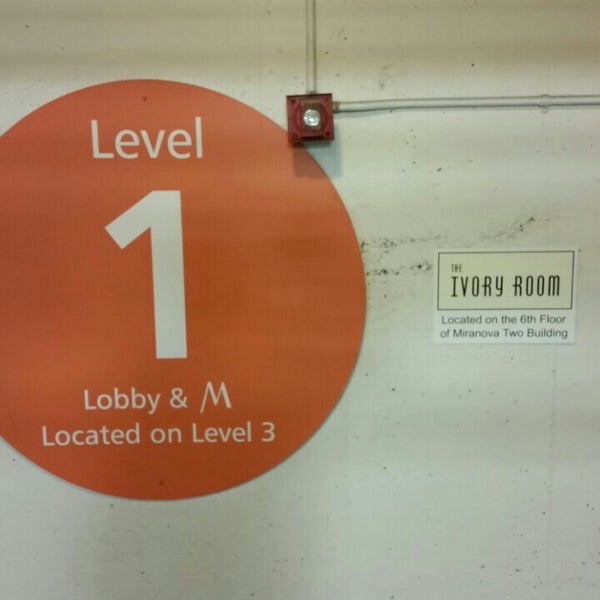 Level
1
Lobby & M
Located on Level 3
THE
IVORY ROOM
Located on the 6th Floor
of Miranova Two Building